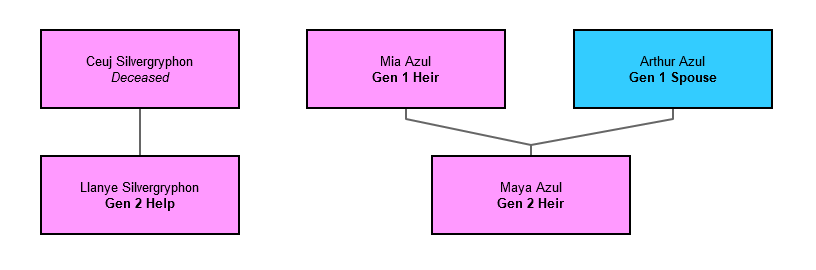 Ceuj Silvergryphon
Deceased
Mia Azul
Gen 1 Heir
Arthur Azul
Gen 1 Spouse
Llanye Silvergryphon
Gen 2 Help
Maya Azul
Gen 2 Heir